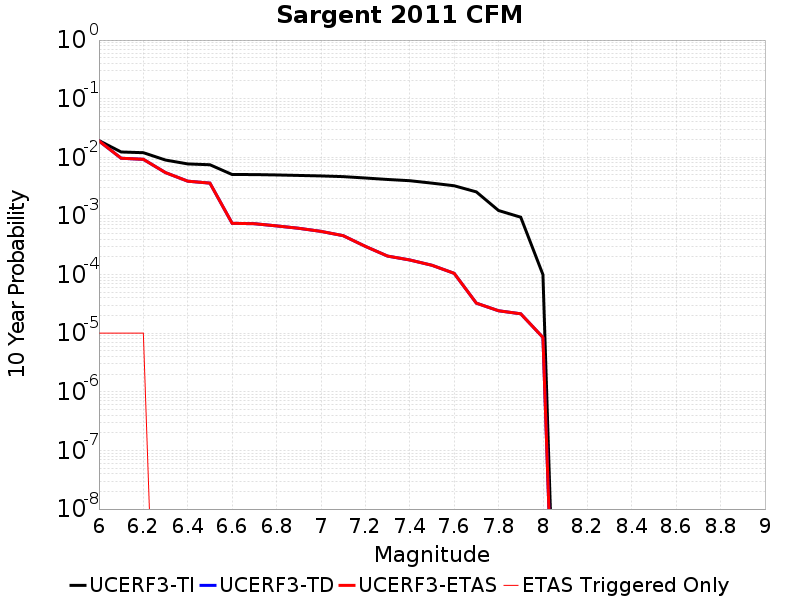 Sargent 2011 CFM
10 Year Probability
10^0
10^-1
10^-2
10^-3
10^-4
10^-5
10^-6
10^-7
10^-8
6 6.2 6.4 6.6 6.8 7 7.2 7.4 7.6 7.8 8 8.2 8.4 8.6 8.8 9
Magnitude
UCERF3-TI UCERF3-TD UCERF3-ETAS ETAS Triggered Only